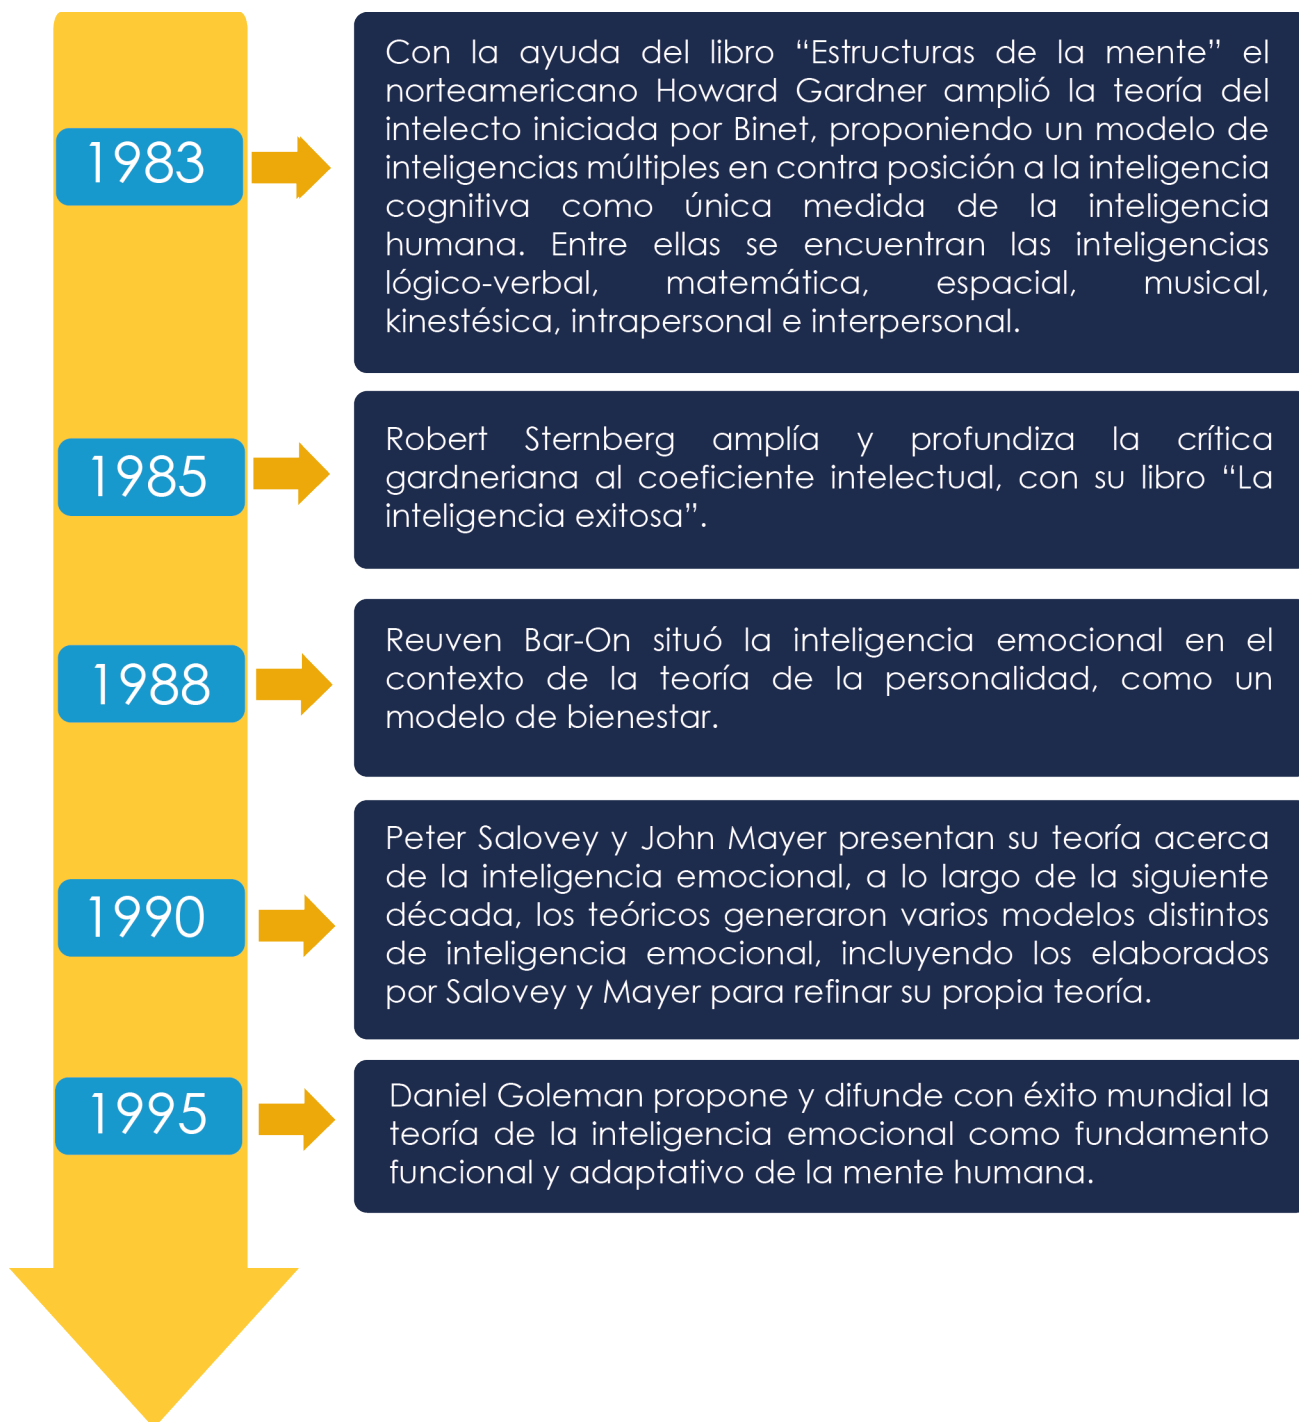 1983
Con la ayuda del libro “Estructuras de la mente” el
norteamericano Howard Gardner amplió la teoría del
intelecto iniciada por Binet, proponiendo un modelo de
inteligencias múltiples en contra posición a la inteligencia
cognitiva como única medida de la inteligencia
humana. Entre ellas se encuentran las inteligencias
lógico-verbal, matemática, espacial, musical,
kinestésica, intrapersonal e interpersonal.
1985
Robert Sternberg amplía y profundiza la crítica
gardneriana al coeficiente intelectual, con su libro “La
inteligencia exitosa”.
1988
Reuven Bar-On situó la inteligencia emocional en el
contexto de la teoría de la personalidad, como un
modelo de bienestar.
1990
Peter Salovey y John Mayer presentan su teoría acerca
de la inteligencia emocional, a lo largo de la siguiente
década, los teóricos generaron varios modelos distintos
de inteligencia emocional, incluyendo los elaborados
por Salovey y Mayer para refinar su propia teoría.
1995
Daniel Goleman propone y difunde con éxito mundial la
teoría de la inteligencia emocional como fundamento
funcional y adaptativo de la mente humana.